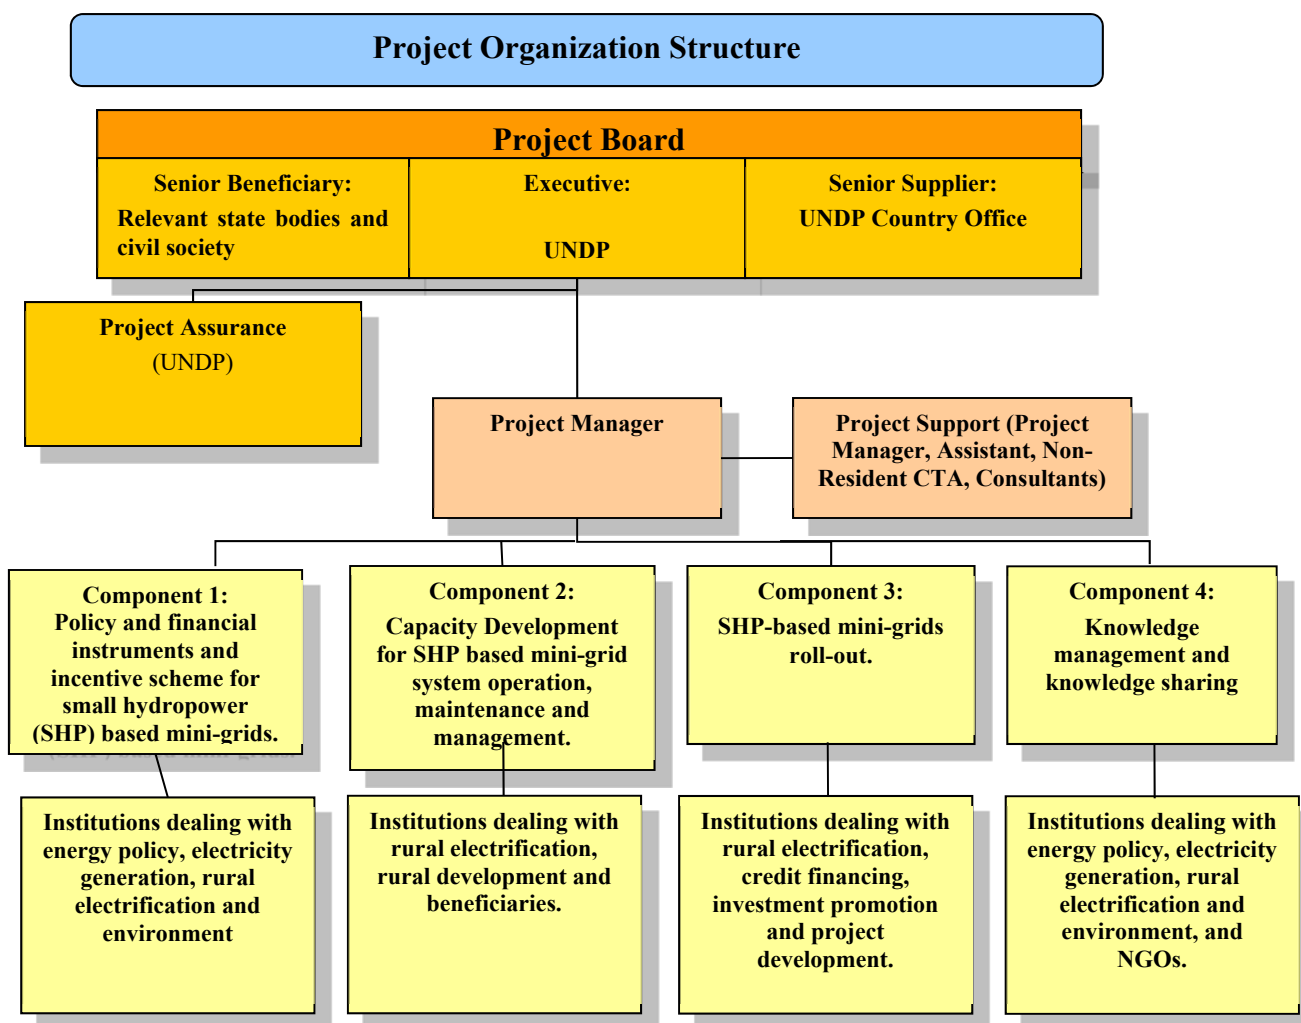 Project Organization Structure
Project Board
Senior Beneficiary:
Relevant state bodies and
civil society
Executive:
UNDP
Senior Supplier:
UNDP Country Office
Project Assurance
(UNDP)
Project Manager
Project Support (Project
Manager, Assistant, Non-
Resident CTA, Consultants)
Component 1:
Policy and financial
instruments and
incentive scheme for
small hydropower
(SHP) based mini-grids.
Component 2:
Capacity Development
for SHP based mini-grid
system operation,
maintenance and
management.
Component 3:
SHP-based mini-grids
roll-out.
Component 4:
Knowledge
management and
knowledge sharing
Institutions dealing with
energy policy, electricity
generation, rural
electrification and
environment
Institutions dealing with
rural electrification,
rural development and
beneficiaries.
Institutions dealing with
rural electrification,
credit financing,
investment promotion
and project
development.
Institutions dealing with
energy policy, electricity
generation, rural
electrification and
environment, and
NGOs.